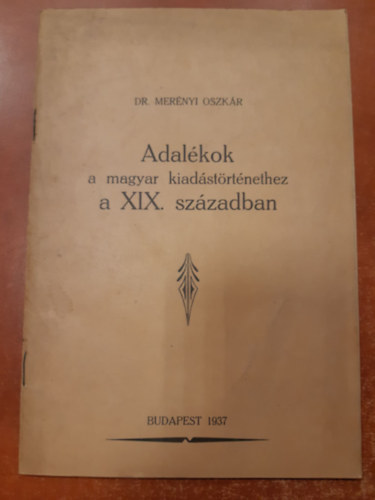 DR. MERÉNYI OSZKÁR
Adalékok
a magyar kiadástörténethez
a XIX. században
BUDAPEST 1937